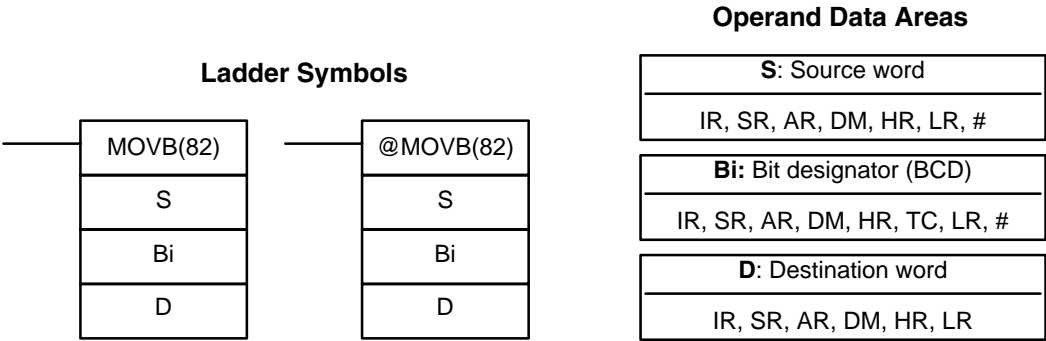 Ladder Symbols
MOVB(82)
S
Bi
D
@MOVB(82)
S
Bi
D
Operand Data Areas
S: Source word
IR, SR, AR, DM, HR, LR, #
Bi: Bit designator (BCD)
IR, SR, AR, DM, HR, TC, LR, #
D: Destination word
IR, SR, AR, DM, HR, LR